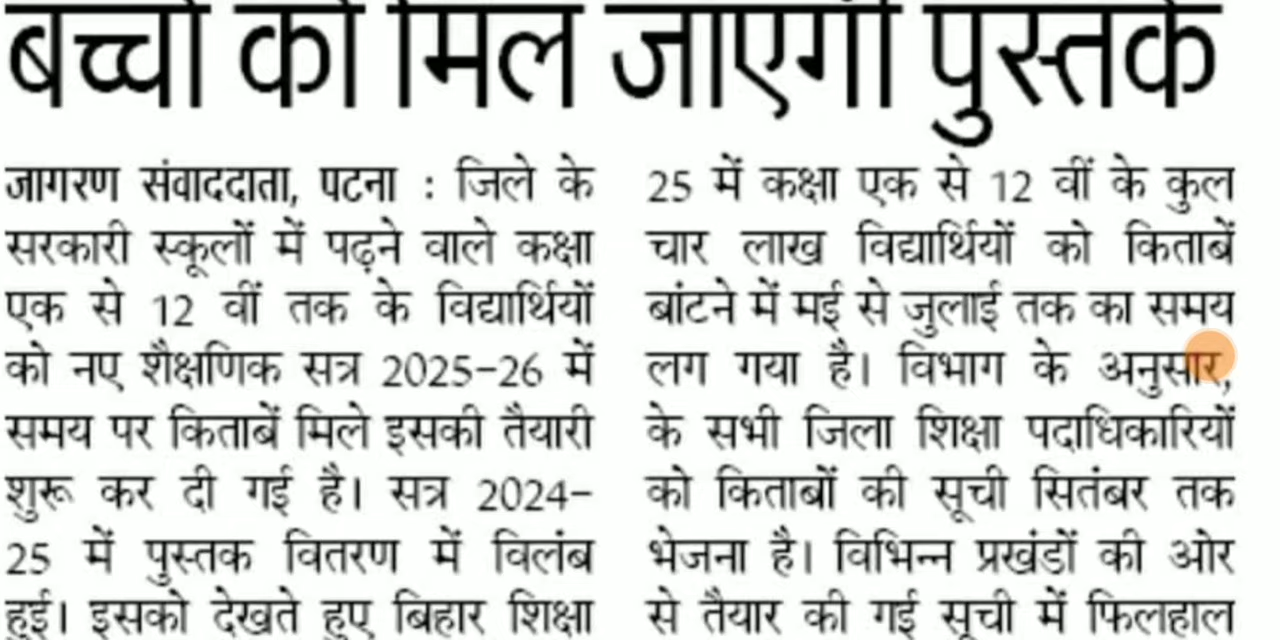 बच्चों को मिल जाएंगी पुस्तकें
जागरण संवाददाता, पटना : जिले के
सरकारी स्कूलों में पढ़ने वाले कक्षा
एक से 12 वीं तक के विद्यार्थियों
को नए शैक्षणिक सत्र 2025-26 में
समय पर किताबें मिले इसकी तैयारी
शुरू कर दी गई है। सत्र 2024-
25 में पुस्तक वितरण में विलंब
हुई। इसको देखते हुए बिहार शिक्षा
25 में कक्षा एक से 12 वीं के कुल
चार लाख विद्यार्थियों को किताबें
बांटने में मई से जुलाई तक का समय
लग गया है। विभाग के अनुसार,
के सभी जिला शिक्षा पदाधिकारियों
को किताबों की सूची सितंबर तक
भेजना है। विभिन्न प्रखंडों की ओर
से तैयार की गई सूची में फिलहाल